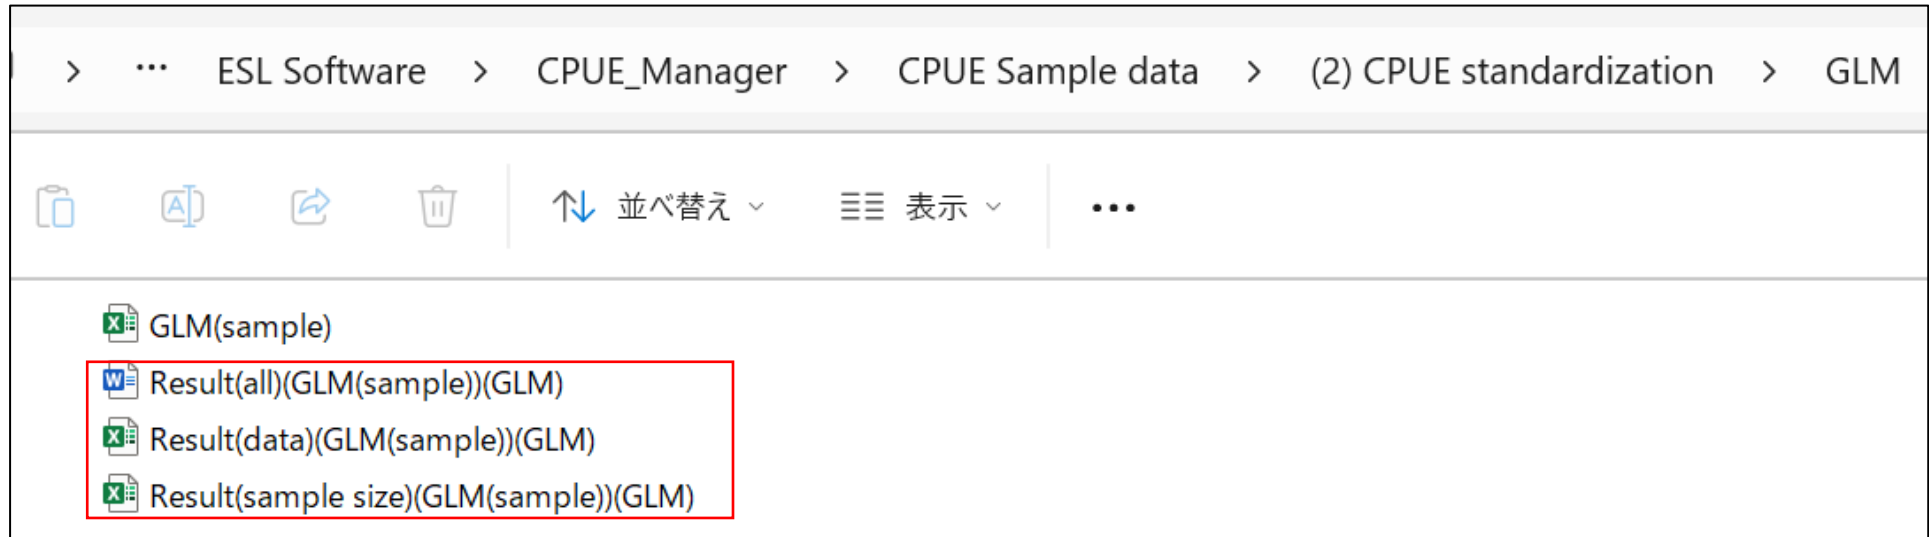 > ··· ESL Software > CPUE_Manager > CPUE Sample data > (2) CPUE standardization > GLM
並べ替え 表示 ···
GLM(sample)
Result(all)(GLM(sample))(GLM)
Result(data)(GLM(sample))(GLM)
Result(sample size)(GLM(sample))(GLM)